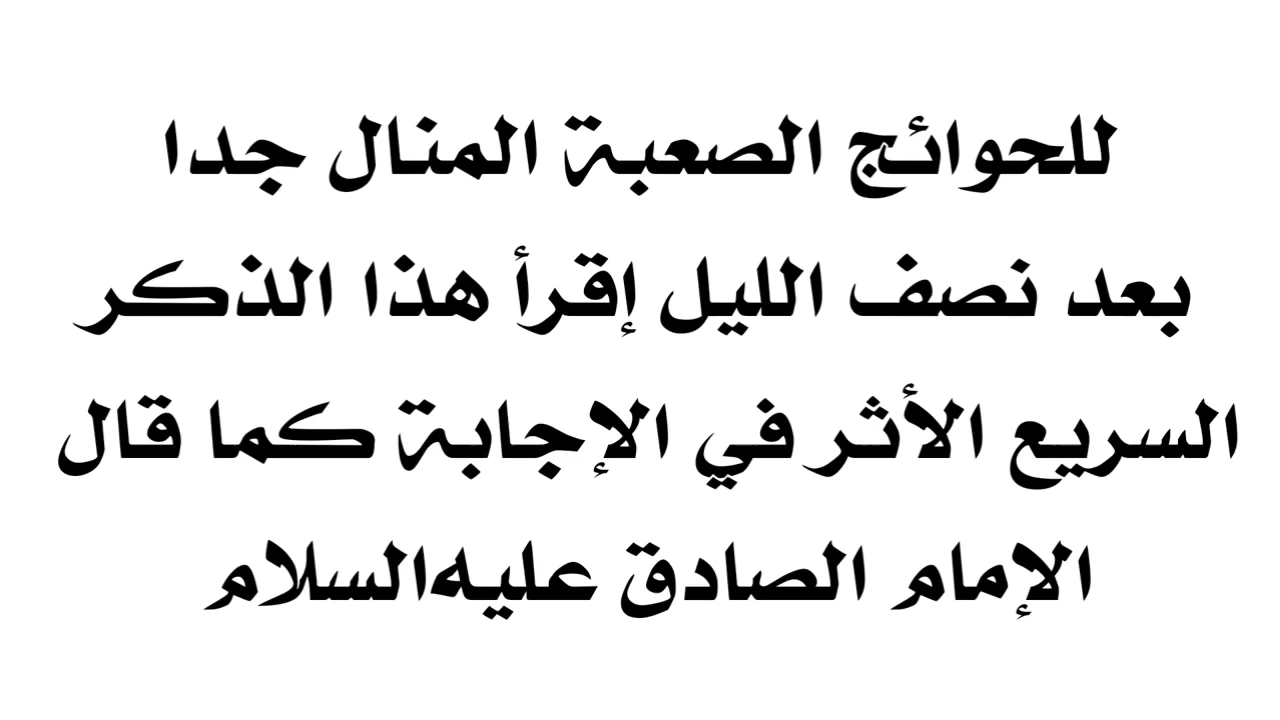 للحوائج الصعبة المنال جدا
بعد نصف الليل إقرأ هذا الذكر
السريع الأثر في الإجابة كما قال
الإمام الصادق عليه السلام